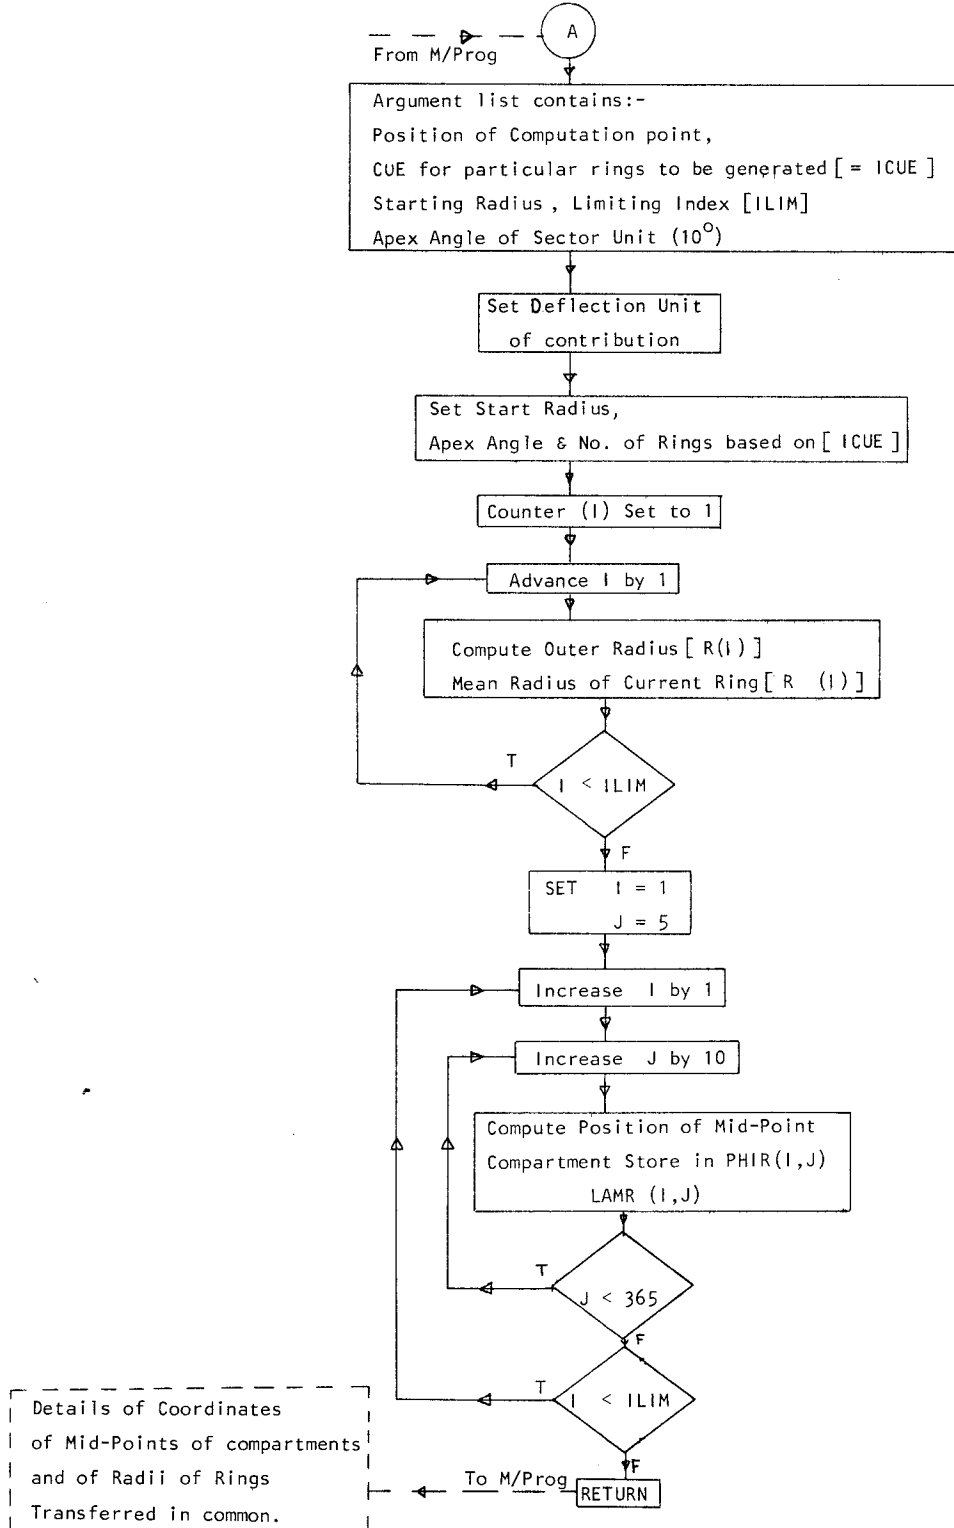 A
From M/Prog
Argument list contains:-
Position of Computation point,
CUE for particular rings to be generated [ = ICUE ]
Starting Radius , Limiting Index [ILIM]
Apex Angle of Sector Unit (10°)
Set Deflection Unit
of contribution
Set Start Radius,
Apex Angle & No. of Rings based on [ ICUE ]
Counter (I) Set to 1
Advance I by 1
Compute Outer Radius [ R(I) ]
Mean Radius of Current Ring [ R (I) ]
T
I < ILIM
F
SET I = 1
J = 5
Increase I by 1
Increase J by 10
Compute Position of Mid-Point
Compartment Store in PHIR(I,J)
LAMR (I,J)
T
J < 365
F
T
I < ILIM
F
Details of Coordinates
of Mid-Points of compartments
and of Radii of Rings
Transferred in common.
To M/Prog
RETURN